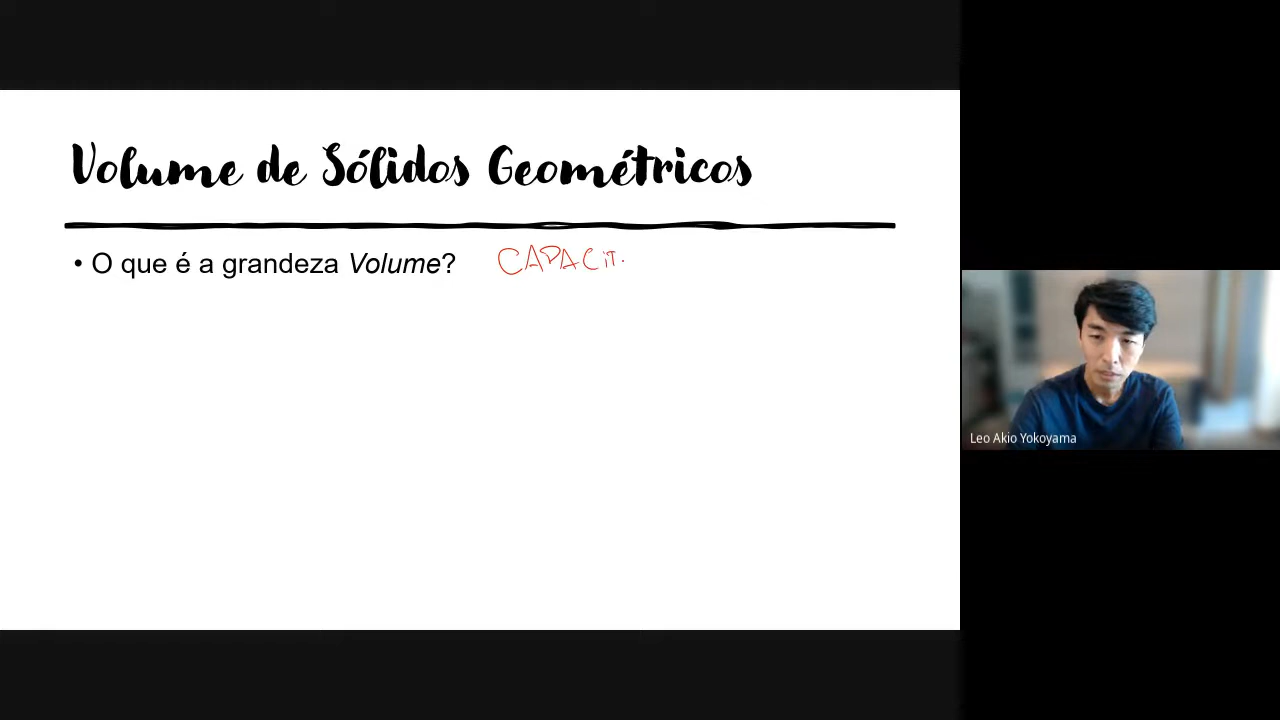 Volume de Sólidos Geométricos
• O que é a grandeza Volume? CAPACIT.
Leo Akio Yokoyama